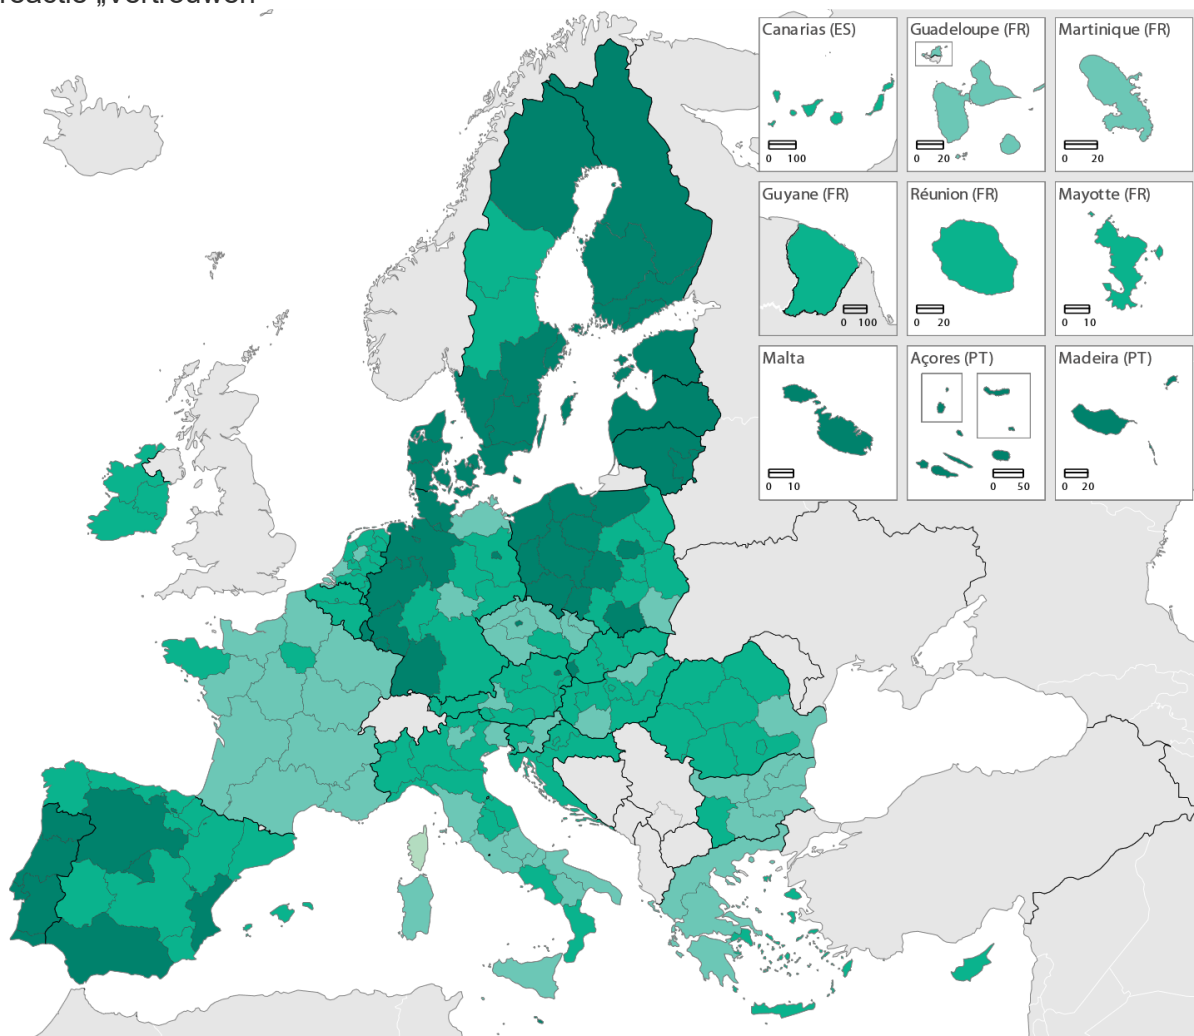 reactie „Vertrouwen"
Canarias (ES)
0 100
Guadeloupe (FR)
0 20
Martinique (FR)
0 20
Guyane (FR)
0 100
Réunion (FR)
0 20
Mayotte (FR)
0 10
Malta
0 10
Açores (PT)
0 50
Madeira (PT)
0 20